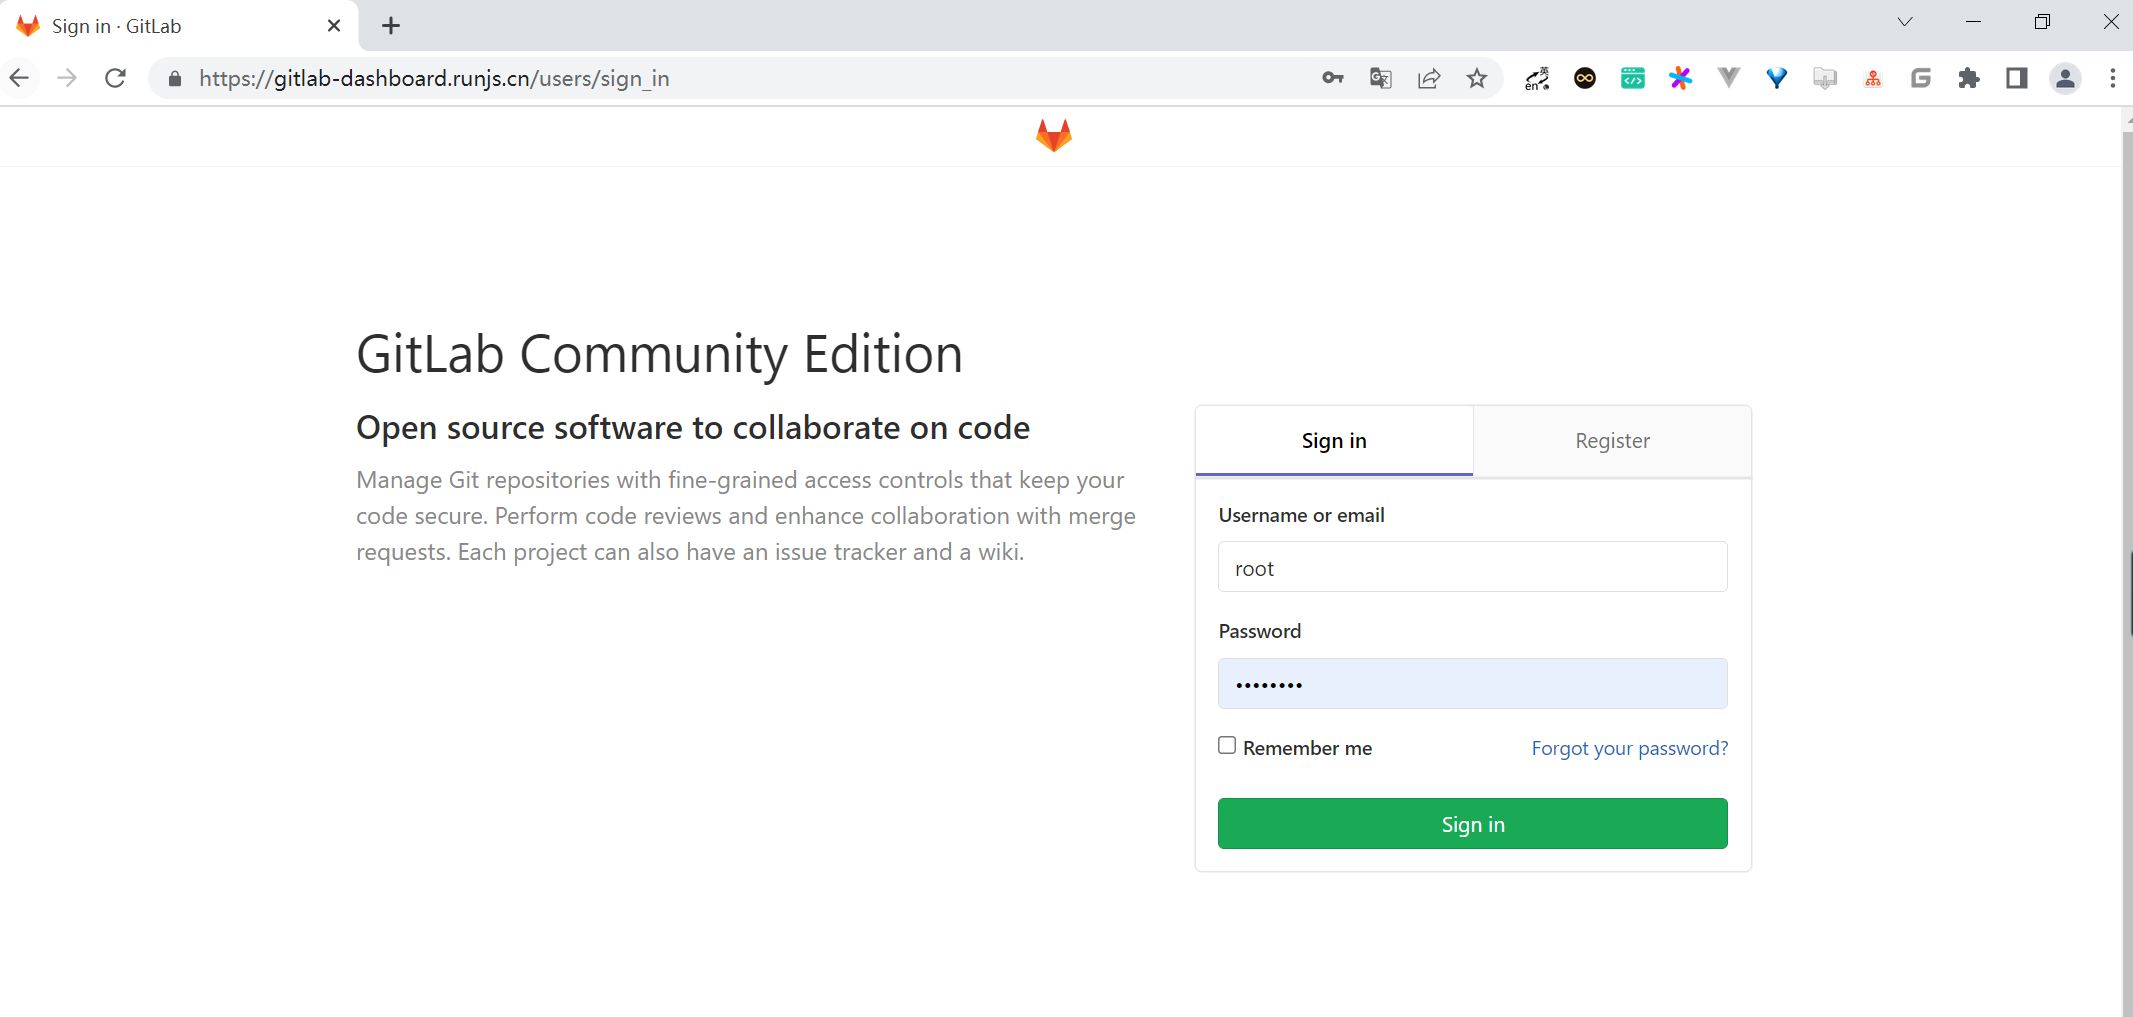 Sign in · GitLab
https://gitlab-dashboard.runjs.cn/users/sign_in
英
en
GitLab Community Edition
Open source software to collaborate on code
Manage Git repositories with fine-grained access controls that keep your
code secure. Perform code reviews and enhance collaboration with merge
requests. Each project can also have an issue tracker and a wiki.
Sign in
Register
Username or email
root
Password
••••••••
Remember me
Forgot your password?
Sign in